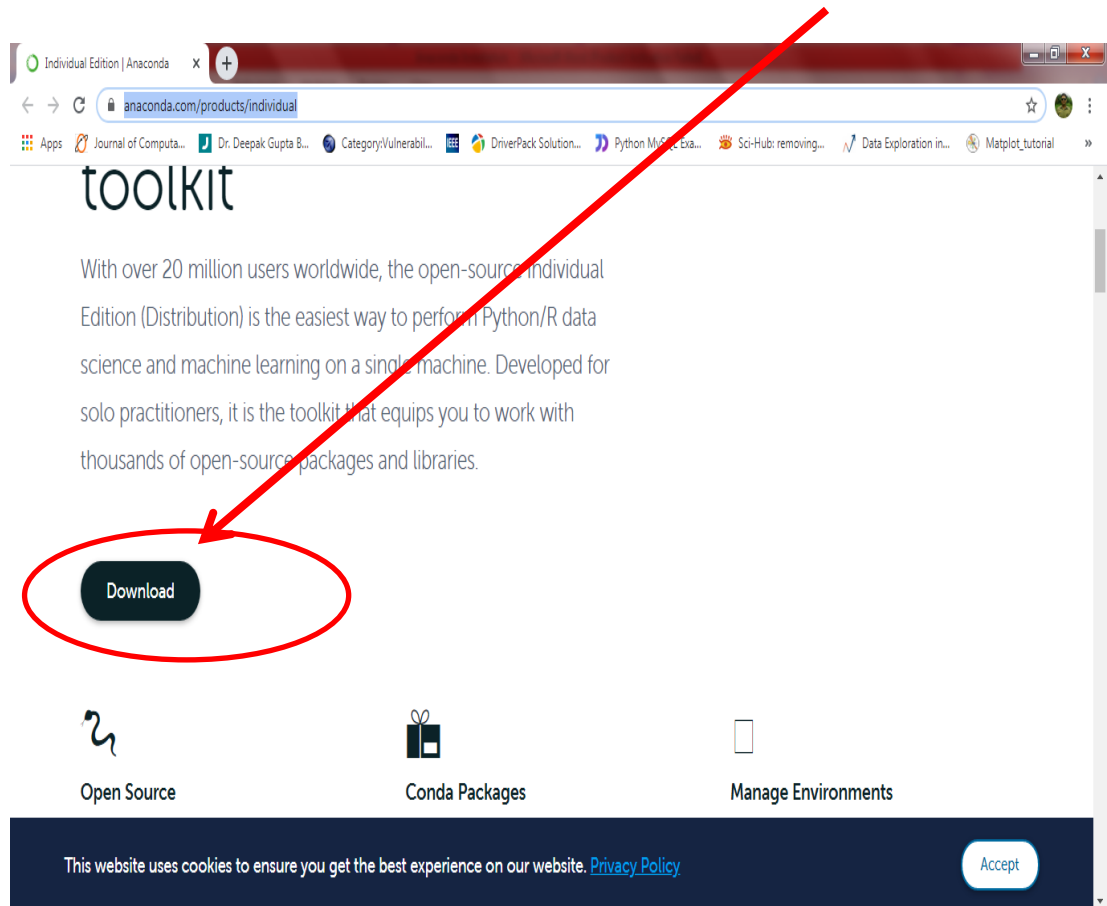 Individual Edition | Anaconda
anaconda.com/products/individual
Apps Journal of Computa... Dr. Deepak Gupta B... Category:Vulnerabil... IEEE DriverPack Solution... Python MySQL Exa... Sci-Hub: removing... Data Exploration in... Matplot_tutorial »
toolkit
With over 20 million users worldwide, the open-source Individual
Edition (Distribution) is the easiest way to perform Python/R data
science and machine learning on a single machine. Developed for
solo practitioners, it is the toolkit that equips you to work with
thousands of open-source packages and libraries.
Download
Open Source Conda Packages Manage Environments
This website uses cookies to ensure you get the best experience on our website. Privacy Policy Accept